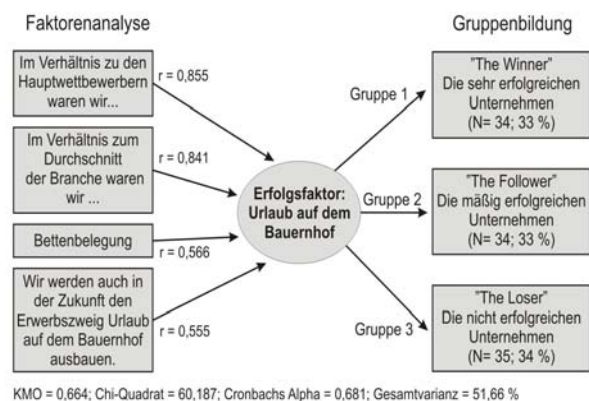 Faktorenanalyse
Gruppenbildung
Im Verhältnis zu den
Hauptwettbewerbern
waren wir...
r = 0,855
Im Verhältnis zum
Durchschnitt
der Branche waren
wir ...
r = 0,841
Bettenbelegung
r = 0,566
Wir werden auch in
der Zukunft den
Erwerbszweig Urlaub
auf dem Bauernhof
ausbauen.
r = 0,555
Erfolgsfaktor:
Urlaub auf dem
Bauernhof
Gruppe 1
"The Winner"
Die sehr erfolgreichen
Unternehmen
(N= 34; 33 %)
Gruppe 2
"The Follower"
Die mäßig erfolgreichen
Unternehmen
(N= 34; 33 %)
Gruppe 3
"The Loser"
Die nicht erfolgreichen
Unternehmen
(N= 35; 34 %)
KMO = 0,664; Chi-Quadrat = 60,187; Cronbachs Alpha = 0,681; Gesamtvarianz = 51,66 %